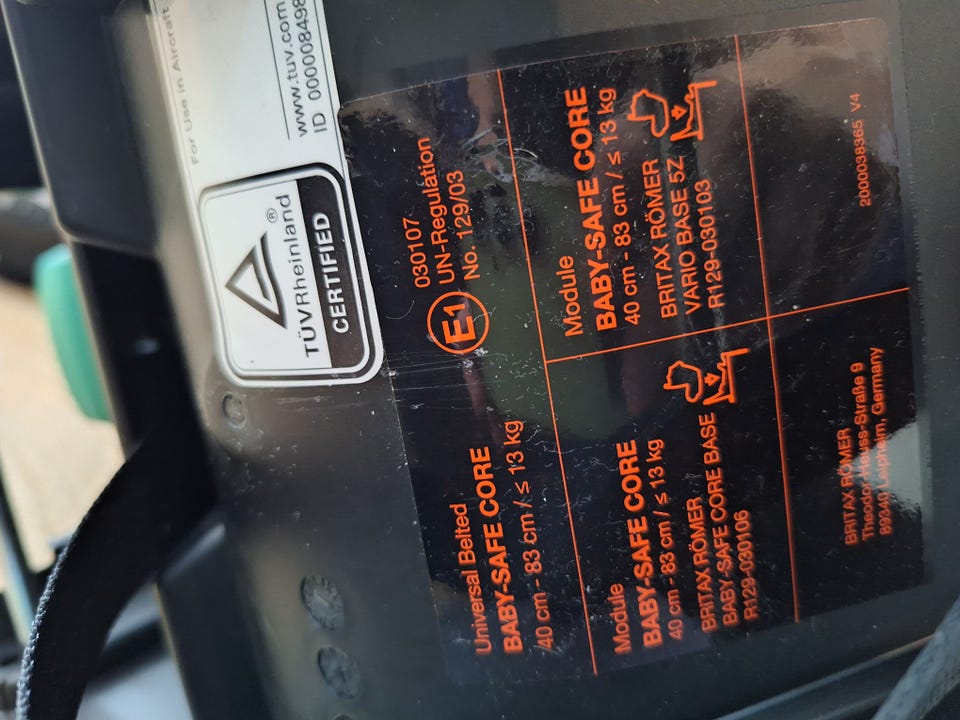 For Use in Aircraft
www.tuv.com
ID 0000008498
TÜVRheinland®
CERTIFIED
Universal Belted
BABY-SAFE CORE
40 cm - 83 cm / ≤ 13 kg
E1
030107
UN-Regulation
No. 129/03
Module
BABY-SAFE CORE
40 cm - 83 cm / ≤ 13 kg
BRITAX RÖMER
BABY-SAFE CORE BASE
R129-030106
Module
BABY-SAFE CORE
40 cm - 83 cm / ≤ 13 kg
BRITAX RÖMER
VARIO BASE 5Z
R129-030103
BRITAX RÖMER
Theodor-Heuss-Straße 9
89340 Leipheim, Germany
2000038365 V4